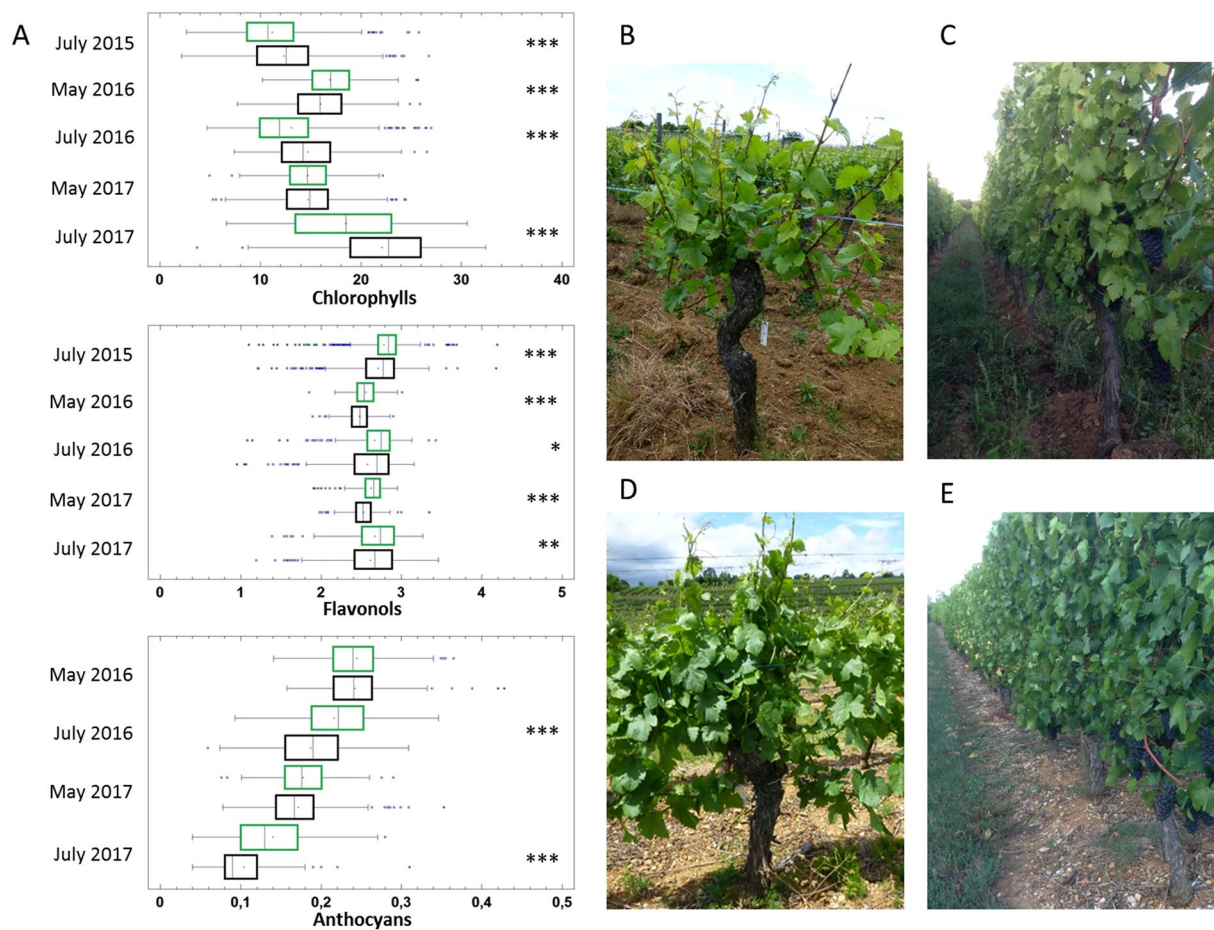 A
July 2015
***
May 2016
***
July 2016
***
May 2017
July 2017
***
0 10 20 30 40
Chlorophylls
July 2015
***
May 2016
***
July 2016
*
May 2017
***
July 2017
**
0 1 2 3 4 5
Flavonols
May 2016
July 2016
***
May 2017
July 2017
***
0 0,1 0,2 0,3 0,4 0,5
Anthocyans
B
C
D
E